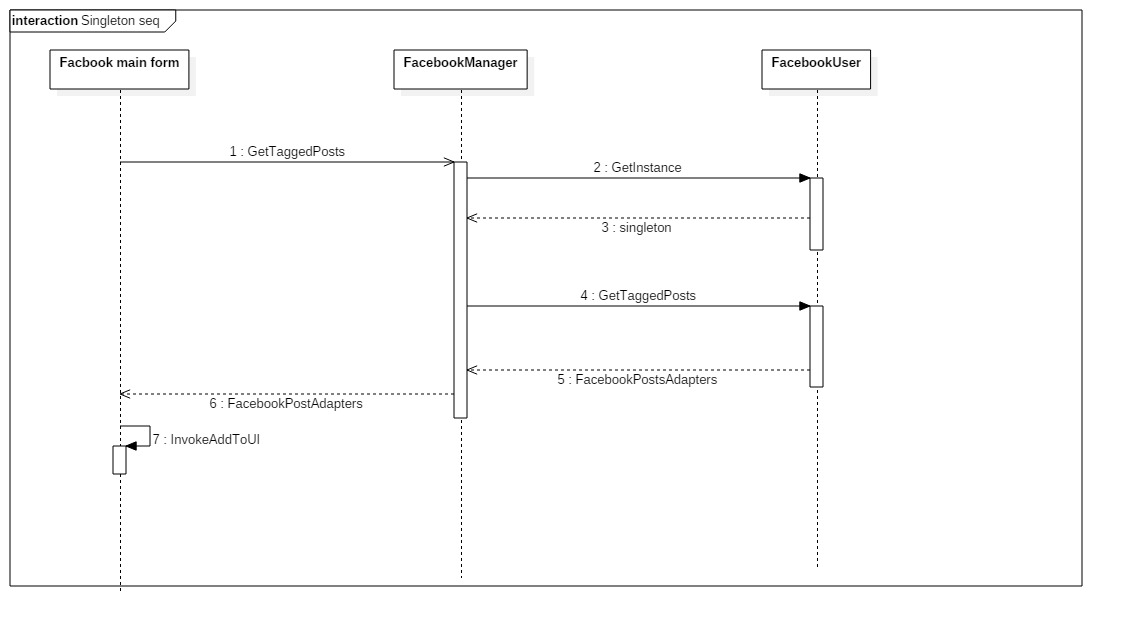 interaction Singleton seq
Facbook main form
FacebookManager
FacebookUser
1 : GetTaggedPosts
2 : GetInstance
3 : singleton
4 : GetTaggedPosts
5 : FacebookPostsAdapters
6 : FacebookPostAdapters
7 : InvokeAddToUI